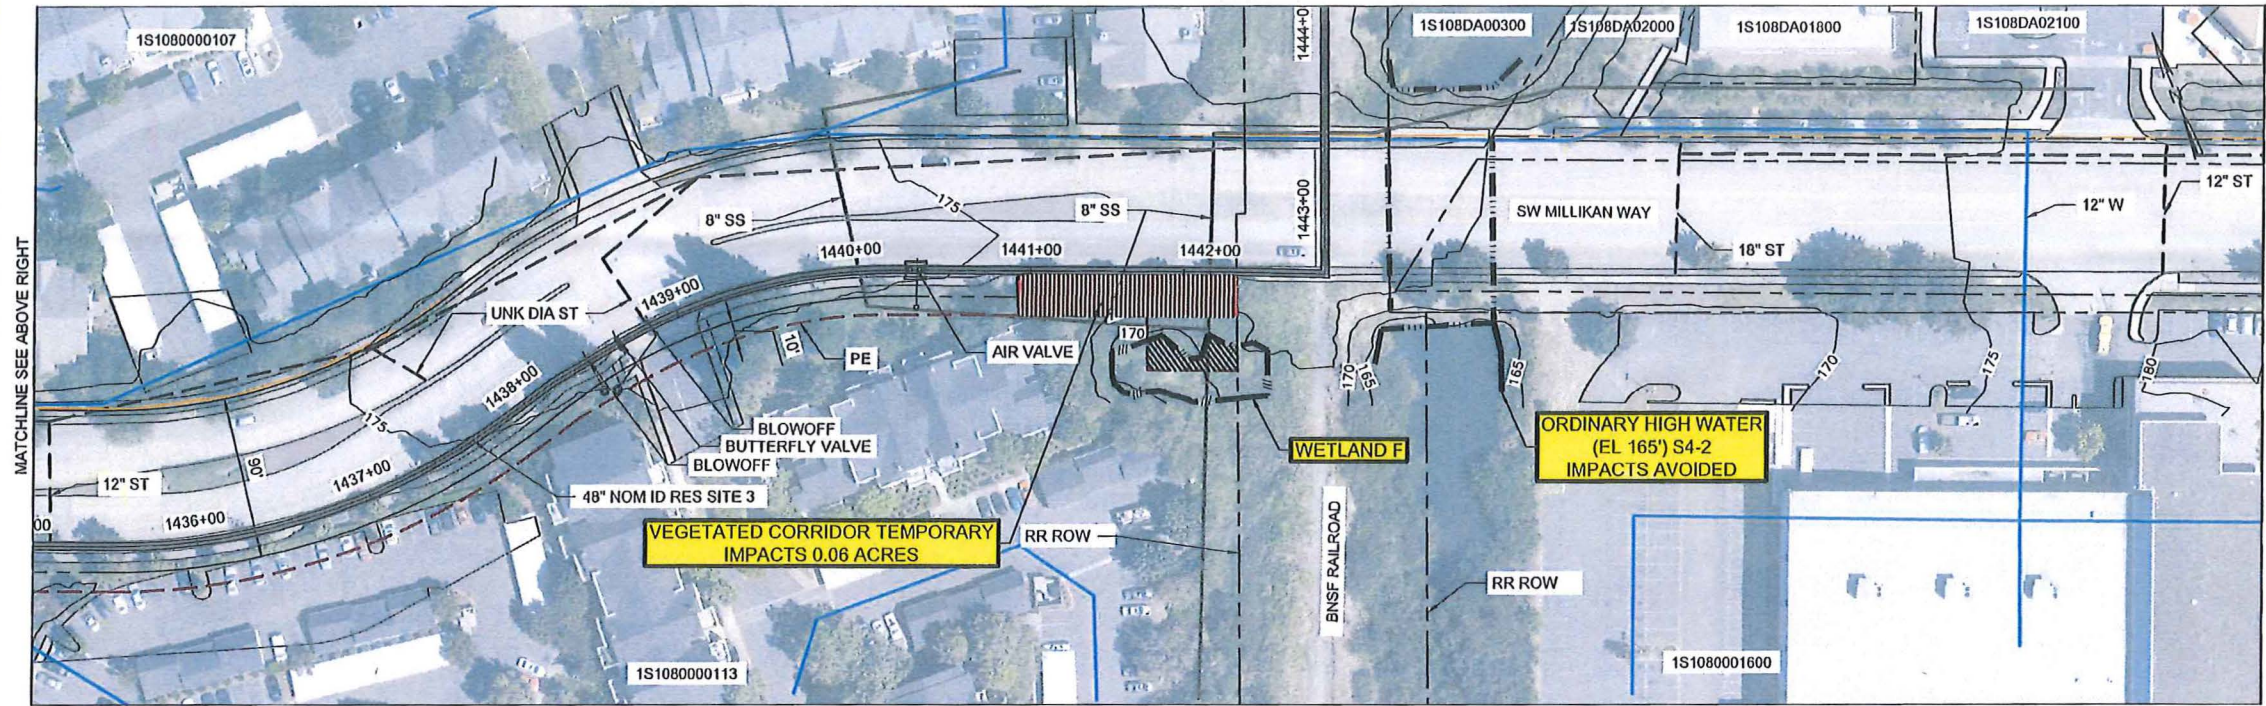 1S1080000107
1444+0
1S108DA00300
1S108DA02000
1S108DA01800
1S108DA02100
MATCHLINE SEE ABOVE RIGHT
8" SS
175
8" SS
1443+00
SW MILLIKAN WAY
12" W
12" ST
18" ST
1440+00
1441+00
1442+00
1439+00
UNK DIA ST
10'
PE
AIR VALVE
170
170
165
165
170
175
180
175
1438+00
BLOWOFF
BUTTERFLY VALVE
BLOWOFF
WETLAND F
ORDINARY HIGH WATER
(EL 165') S4-2
IMPACTS AVOIDED
12" ST
90'
1437+00
48" NOM ID RES SITE 3
00
1436+00
VEGETATED CORRIDOR TEMPORARY
IMPACTS 0.06 ACRES
RR ROW
BNSF RAILROAD
RR ROW
1S1080000113
1S1080001600